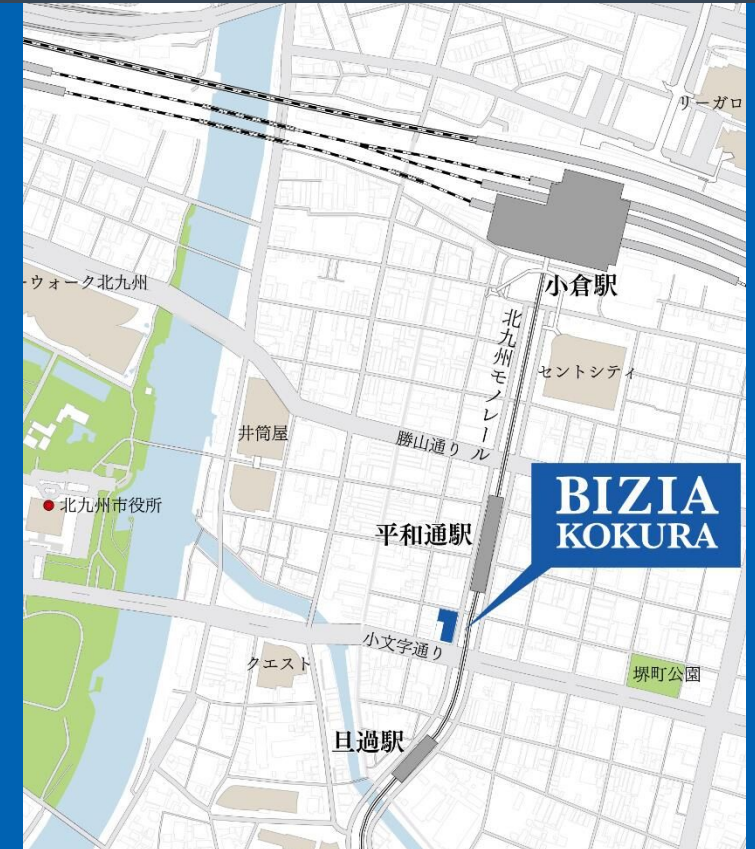 リーガロ
小倉駅
ーウォーク北九州
北九州モノレール
セントシティ
井筒屋
勝山通り
BIZIA
KOKURA
北九州市役所
平和通駅
小文字通り
クエスト
堺町公園
旦過駅